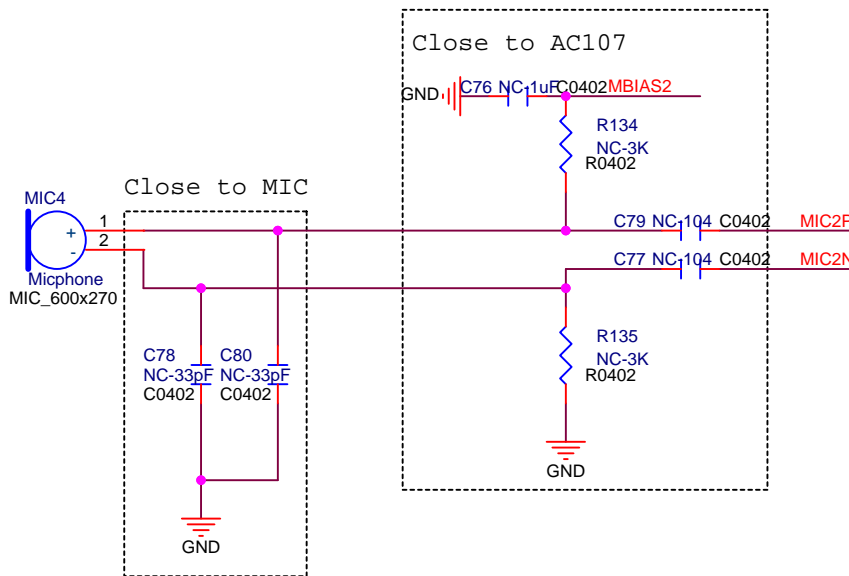 Close to AC107
C76 NC-1uF C0402 MBIAS2
GND
R134
NC-3K
R0402
Close to MIC
MIC4
1
+
2
-
Micphone
MIC_600x270
C79 NC-104 C0402 MIC2P
C77 NC-104 C0402 MIC2N
C78 C80
NC-33pF NC-33pF
C0402 C0402
R135
NC-3K
R0402
GND
GND